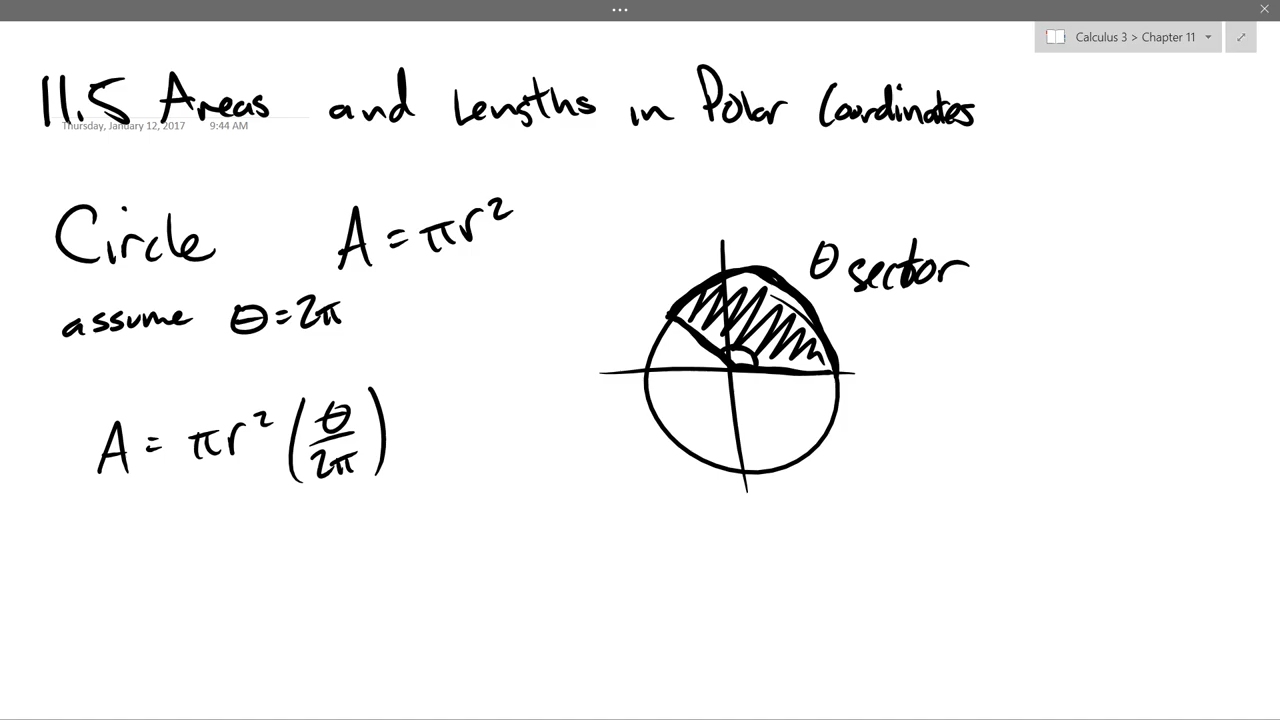 Calculus 3 > Chapter 11
11.5 Areas and Lengths in Polar Coordinates
Thursday, January 12, 2017 9:44 AM
Circle A = πr²
θ sector
assume θ = 2π
A = πr² (θ/2π)